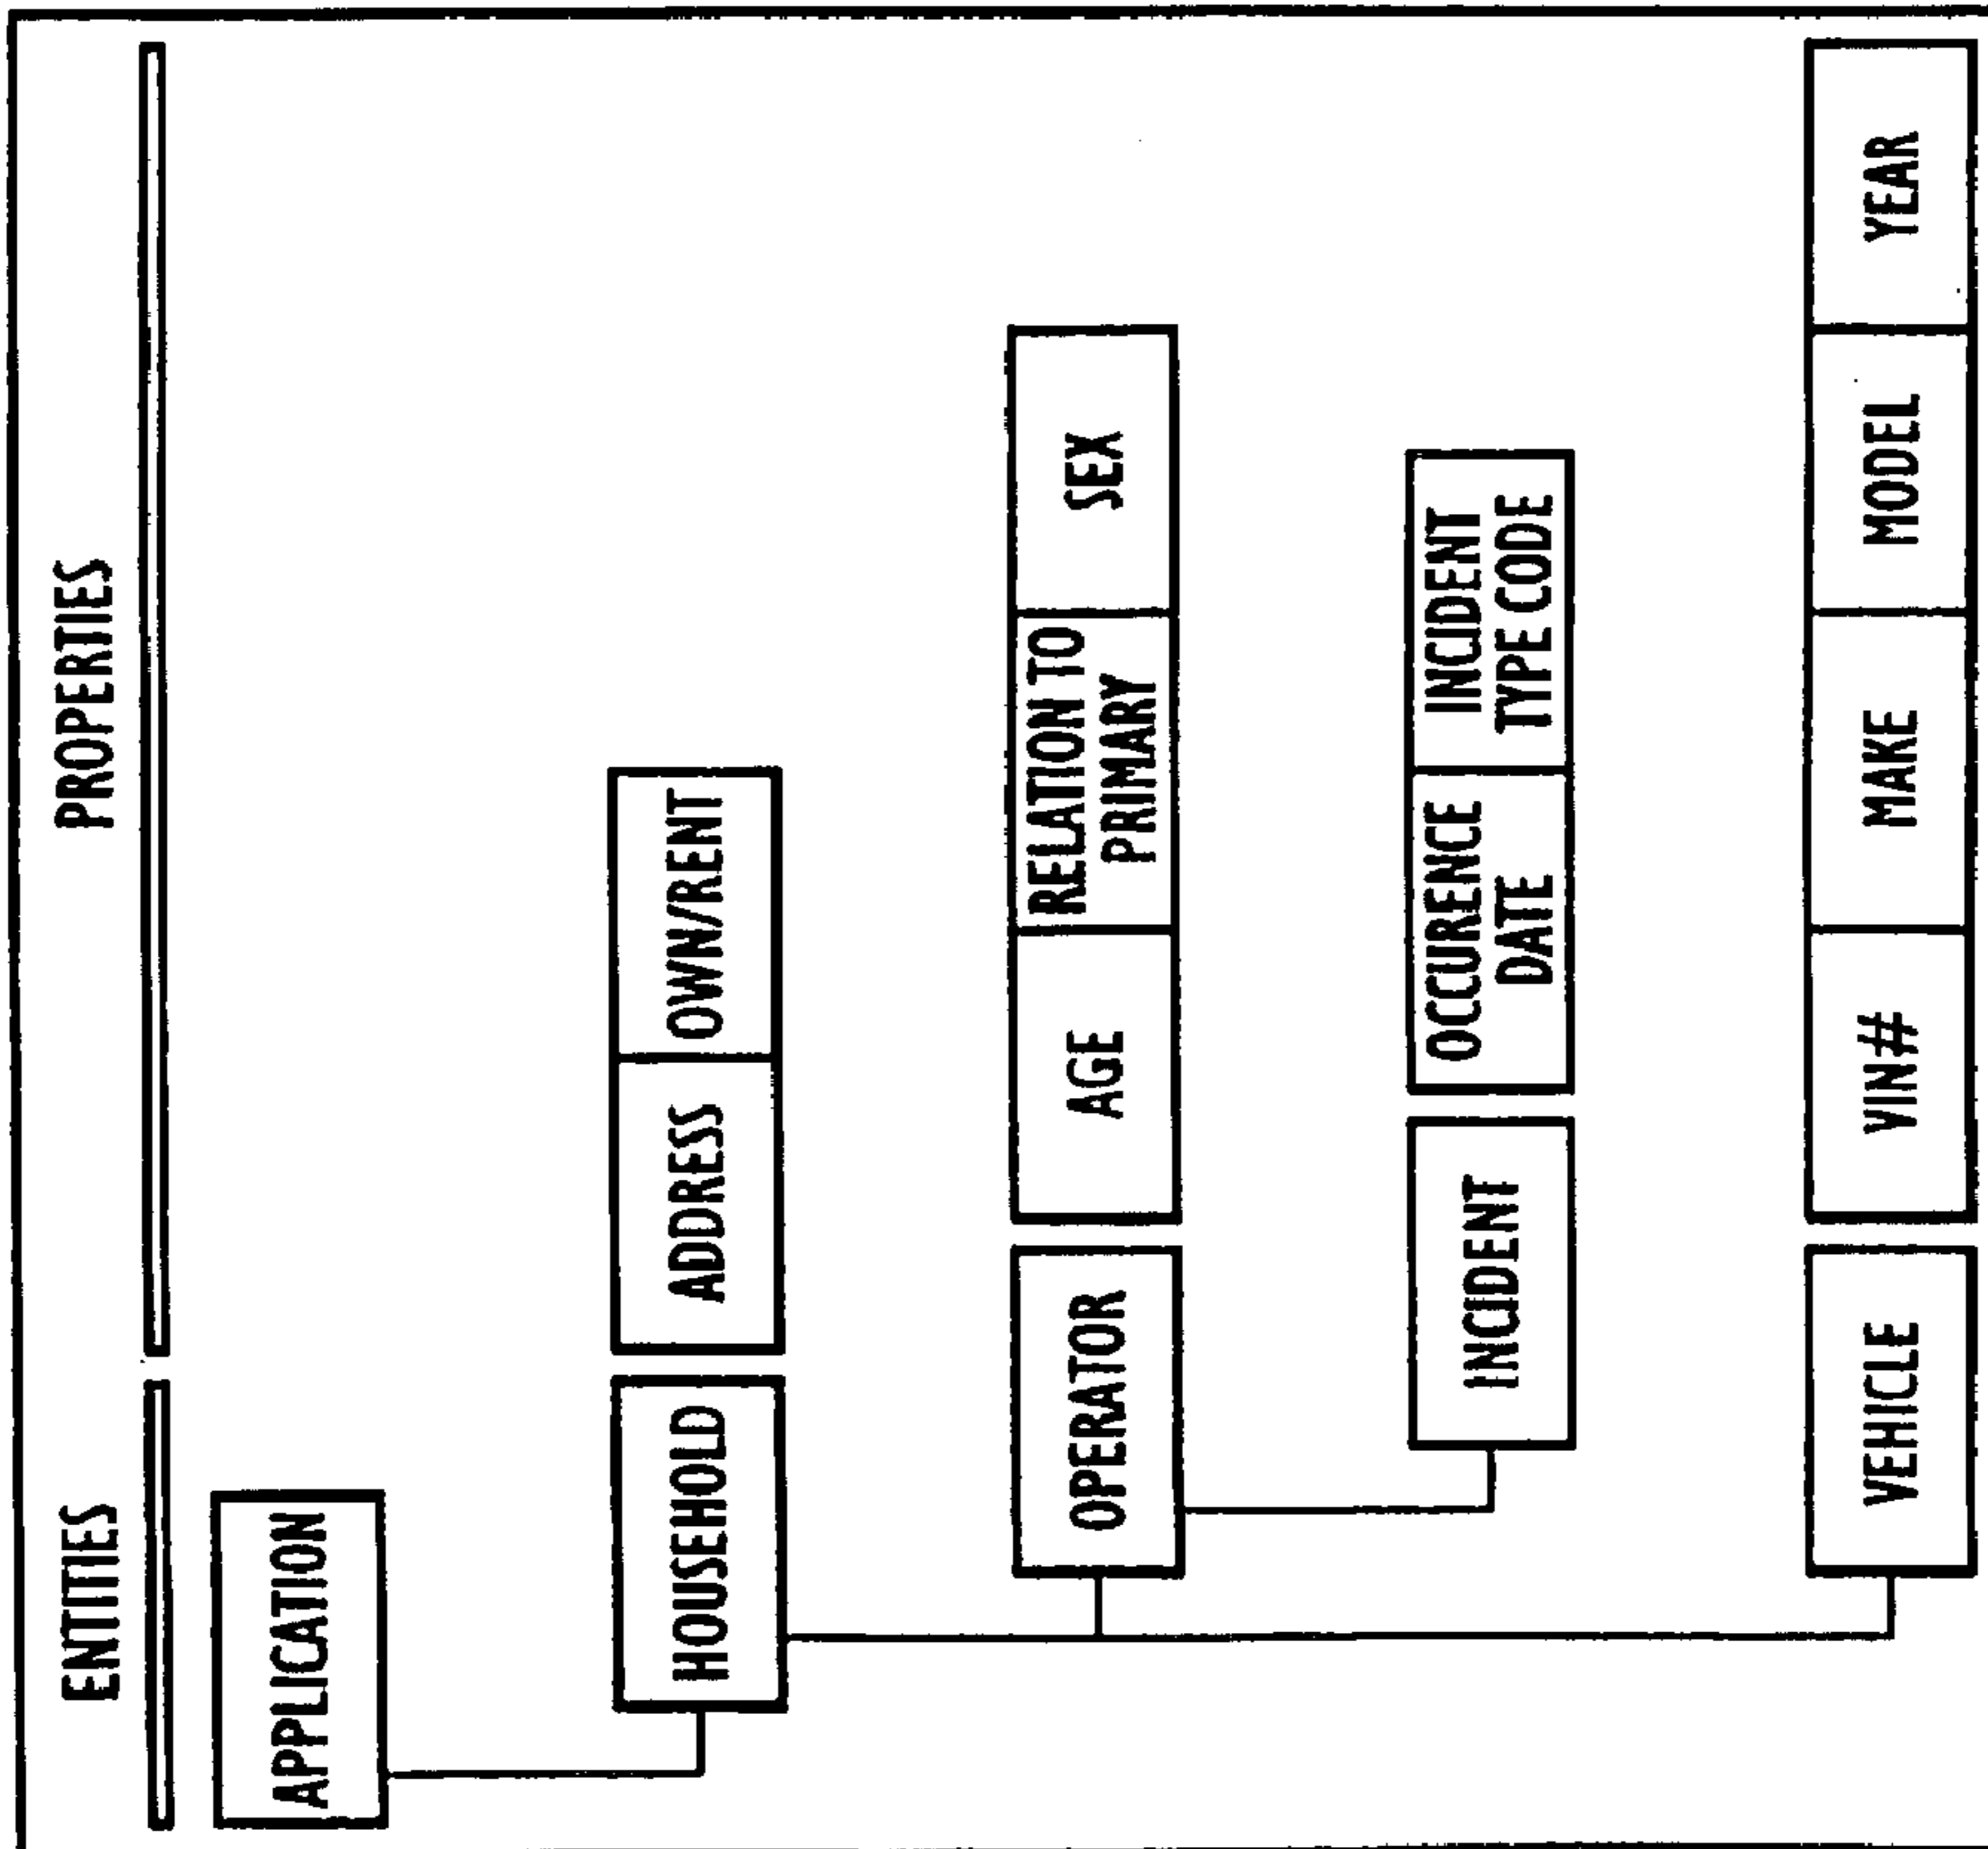 ENTITIES
PROPERTIES
APPLICATION
HOUSEHOLD
ADDRESS
OWN/RENT
OPERATOR
AGE
RELATION TO
PRIMARY
SEX
INCIDENT
OCCURENCE
DATE
INCIDENT
TYPE CODE
VEHICLE
VIN#
MAKE
MODEL
YEAR